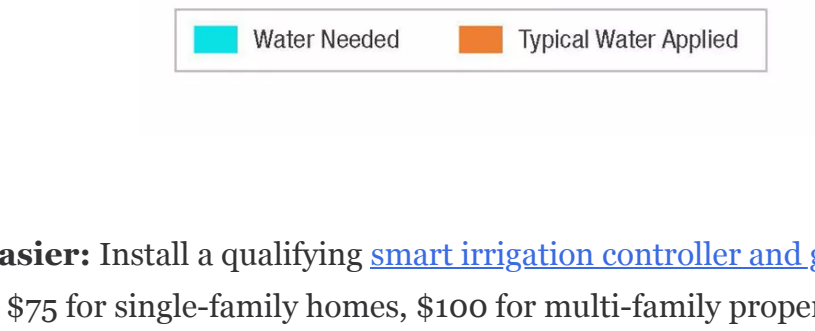 Water Needed Typical Water Applied
asier: Install a qualifying smart irrigation controller and g
$75 for single-family homes, $100 for multi-family proper